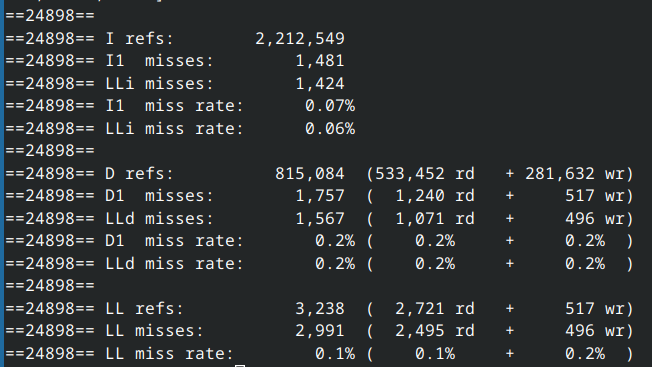 ==24898==
==24898== I refs:        2,212,549
==24898== I1  misses:        1,481
==24898== LLi misses:        1,424
==24898== I1  miss rate:      0.07%
==24898== LLi miss rate:      0.06%
==24898==
==24898== D refs:          815,084  (533,452 rd   + 281,632 wr)
==24898== D1  misses:        1,757  (  1,240 rd   +     517 wr)
==24898== LLd misses:        1,567  (  1,071 rd   +     496 wr)
==24898== D1  miss rate:       0.2% (    0.2%     +     0.2%  )
==24898== LLd miss rate:       0.2% (    0.2%     +     0.2%  )
==24898==
==24898== LL refs:           3,238  (  2,721 rd   +     517 wr)
==24898== LL misses:         2,991  (  2,495 rd   +     496 wr)
==24898== LL miss rate:        0.1% (    0.1%     +     0.2%  )